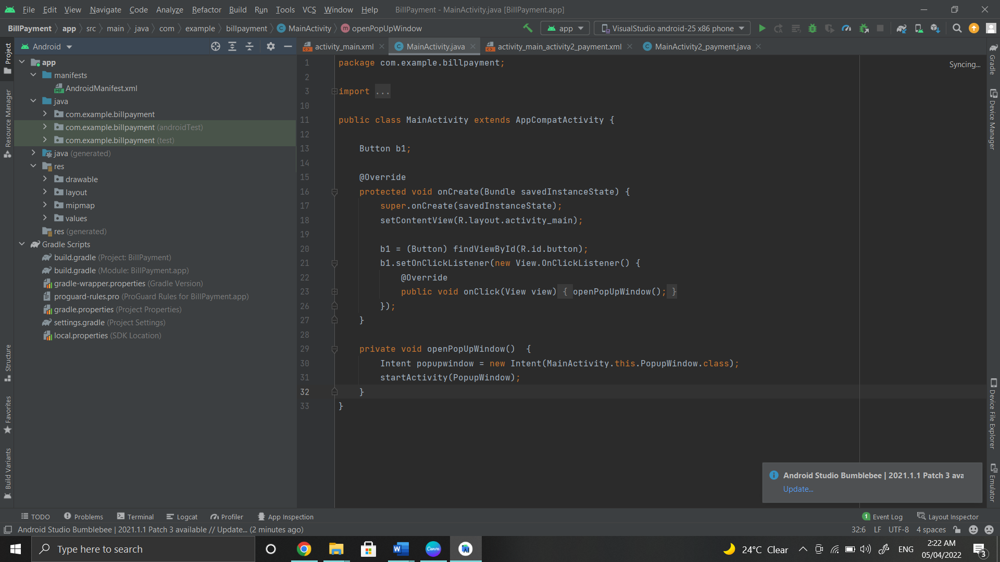 File Edit View Navigate Code Analyze Refactor Build Run Tools VCS Window Help BillPayment - MainActivity.java [BillPayment.app]
BillPayment app src main java com example billpayment MainActivity openPopUpWindow app VisualStudio android-25 x86 phone
Project
Resource Manager
Structure
Favorites
Build Variants
Android
app
manifests
AndroidManifest.xml
java
com.example.billpayment
com.example.billpayment (androidTest)
com.example.billpayment (test)
java (generated)
res
drawable
layout
mipmap
values
res (generated)
Gradle Scripts
build.gradle (Project: BillPayment)
build.gradle (Module: BillPayment.app)
gradle-wrapper.properties (Gradle Version)
proguard-rules.pro (ProGuard Rules for BillPayment.app)
gradle.properties (Project Properties)
settings.gradle (Project Settings)
local.properties (SDK Location)
activity_main.xml MainActivity.java activity_main_activity2_payment.xml MainActivity2_payment.java
Syncing...
1 package com.example.billpayment;
2
3 import ...
10
11 public class MainActivity extends AppCompatActivity {
12
13 Button b1;
14
15 @Override
16 protected void onCreate(Bundle savedInstanceState) {
17 super.onCreate(savedInstanceState);
18 setContentView(R.layout.activity_main);
19
20 b1 = (Button) findViewById(R.id.button);
21 b1.setOnClickListener(new View.OnClickListener() {
22 @Override
23 public void onClick(View view) { openPopUpWindow(); }
26 });
27 }
28
29 private void openPopUpWindow() {
30 Intent popupwindow = new Intent(MainActivity.this.PopupWindow.class);
31 startActivity(PopupWindow);
32 }
33 }
Gradle
Device Manager
Device File Explorer
Emulator
Android Studio Bumblebee | 2021.1.1 Patch 3 ava
Update...
TODO Problems Terminal Logcat Profiler App Inspection 1 Event Log Layout Inspector
Android Studio Bumblebee | 2021.1.1 Patch 3 available // Update... (2 minutes ago) 32:6 LF UTF-8 4 spaces
Type here to search Canva 24°C Clear ENG 2:22 AM
05/04/2022 3